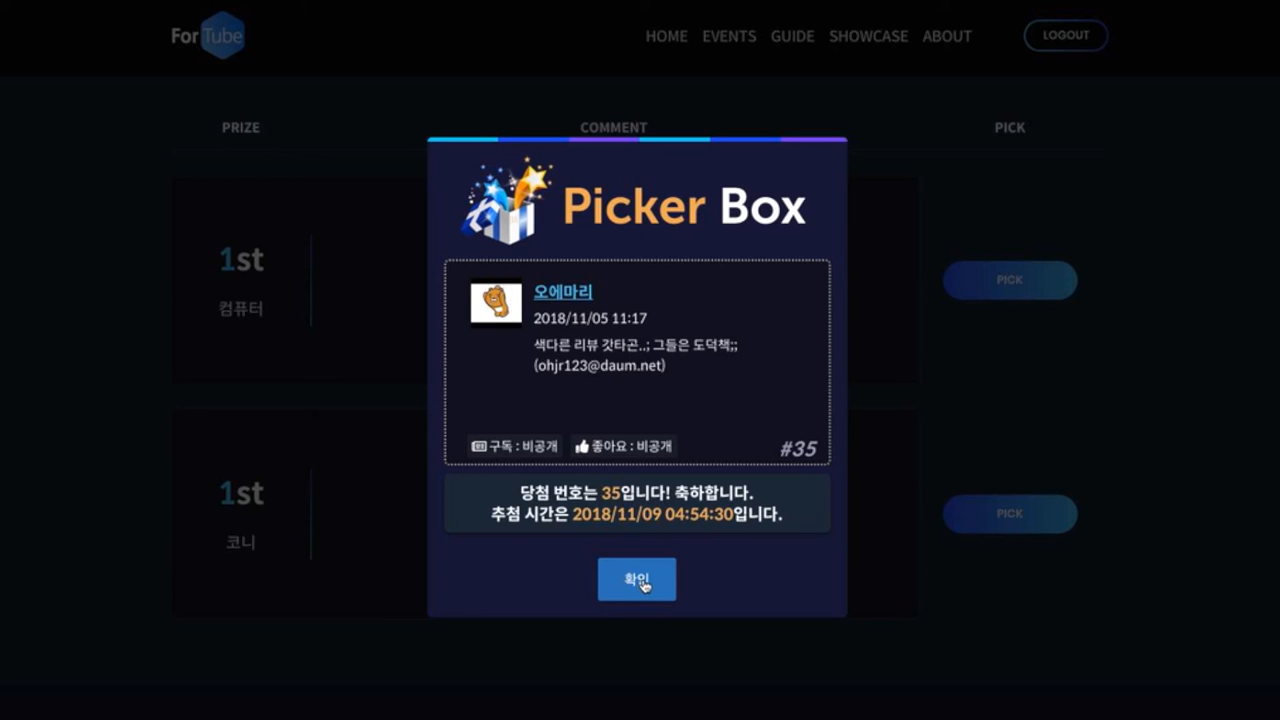 For Tube
HOME EVENTS GUIDE SHOWCASE ABOUT
LOGOUT
PRIZE COMMENT PICK
Picker Box
1st
컴퓨터
오에마리
2018/11/05 11:17
색다른 리뷰 갓타곤..; 그들은 도덕책;;
(ohjr123@daum.net)
구독 : 비공개 좋아요 : 비공개
#35
PICK
당첨 번호는 35입니다! 축하합니다.
추첨 시간은 2018/11/09 04:54:30입니다.
확인
1st
코니
PICK